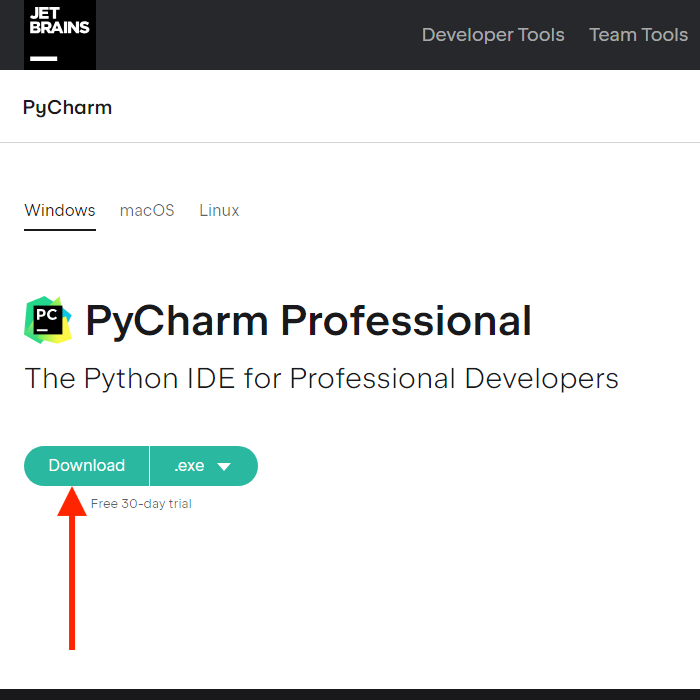 JET
BRAINS
Developer Tools Team Tools
PyCharm
Windows macOS Linux
PC
PyCharm Professional
The Python IDE for Professional Developers
Download .exe
Free 30-day trial